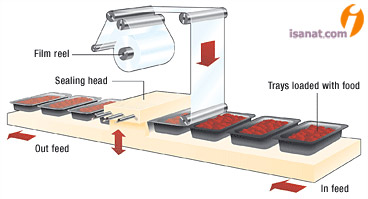 isanat.com
Film reel
Sealing head
Trays loaded with food
Out feed
In feed